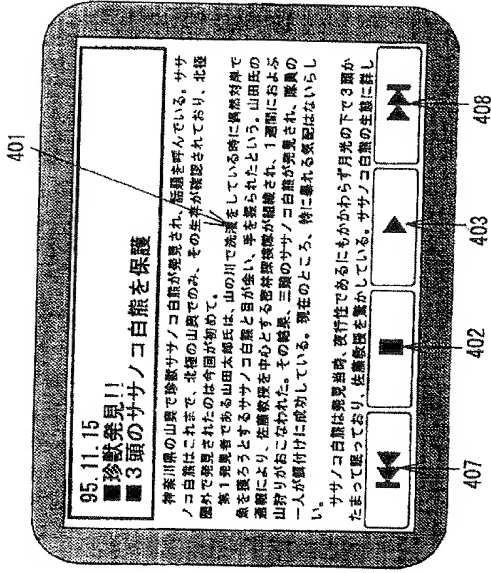 95.11.15
■珍獣発見!!
■3頭のササノコ白熊を保護
神奈川県の山奥で珍獣ササノコ白熊が発見され、話題を呼んでいる。ササ
ノコ白熊はこれまで、北極の山奥でのみ、その生存が確認されており、北極
圏外で発見されたのは今回が初めて。
第1発見者である山田太郎氏は、山の川で洗濯をしている時に偶然対岸で
魚を獲ろうとするササノコ白熊と目が会い、手を振られたという。山田氏の
通報により、佐藤教授を中心とする密林探検隊が組織され、1週間におよぶ
山狩りがおこなわれた。その結果、三頭のササノコ白熊が発見され、隊員の
一人が餌付けに成功している。現在のところ、特に暴れる気配はないらし
い。
ササノコ白熊は発見当時、夜行性であるにもかかわらず月光の下で3頭か
たまって眠っており、佐藤教授を驚かしている。ササノコ白熊の生態に詳し
401
407
402
403
408